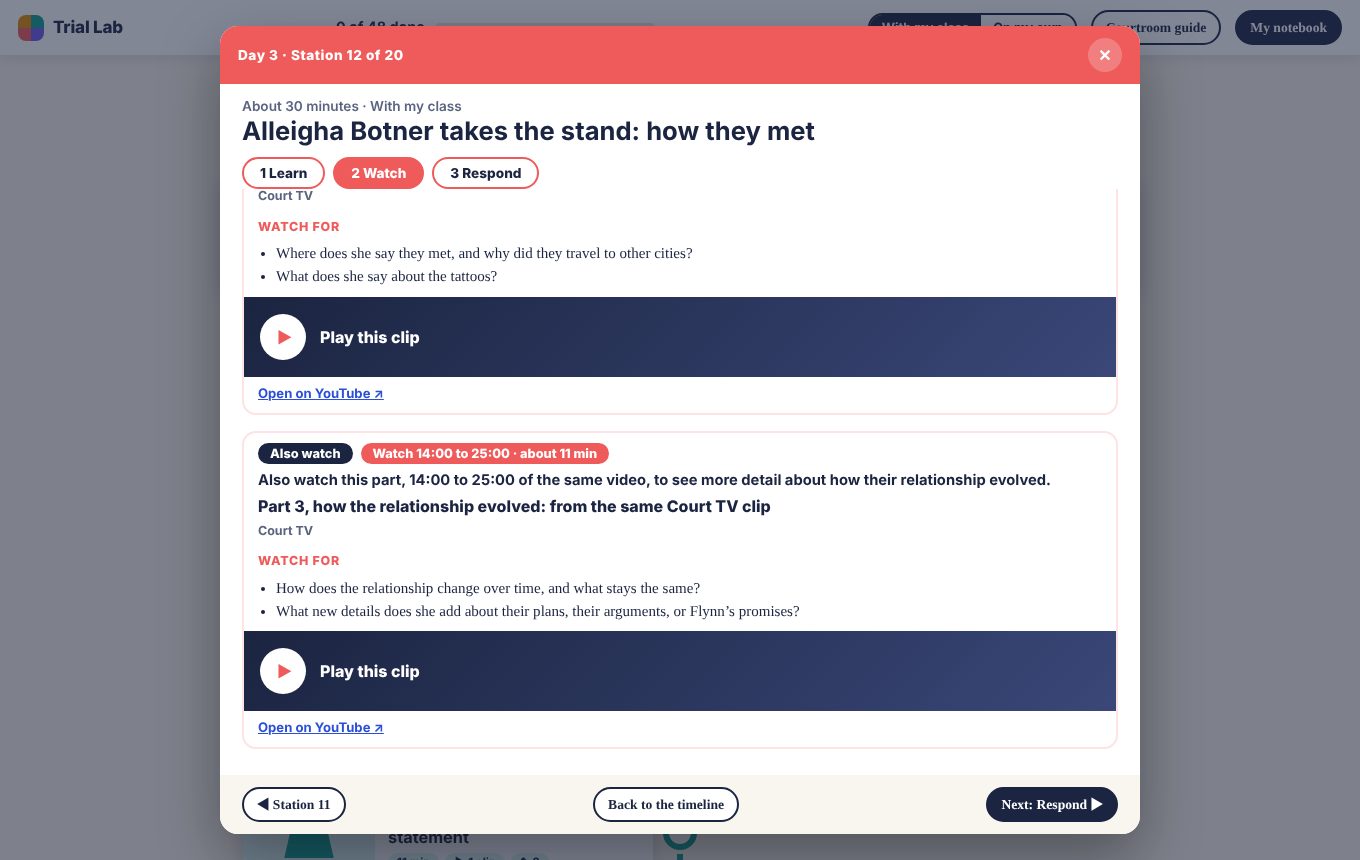 Trial Lab
Courtroom guide
My notebook
Day 3 · Station 12 of 20
✕
About 30 minutes · With my class
Alleigha Botner takes the stand: how they met
1 Learn
2 Watch
3 Respond
Court TV
WATCH FOR
• Where does she say they met, and why did they travel to other cities?
• What does she say about the tattoos?
Play this clip
Open on YouTube ↗
Also watch
Watch 14:00 to 25:00 · about 11 min
Also watch this part, 14:00 to 25:00 of the same video, to see more detail about how their relationship evolved.
Part 3, how the relationship evolved: from the same Court TV clip
Court TV
WATCH FOR
• How does the relationship change over time, and what stays the same?
• What new details does she add about their plans, their arguments, or Flynn’s promises?
Play this clip
Open on YouTube ↗
◀ Station 11
Back to the timeline
Next: Respond ▶
statement